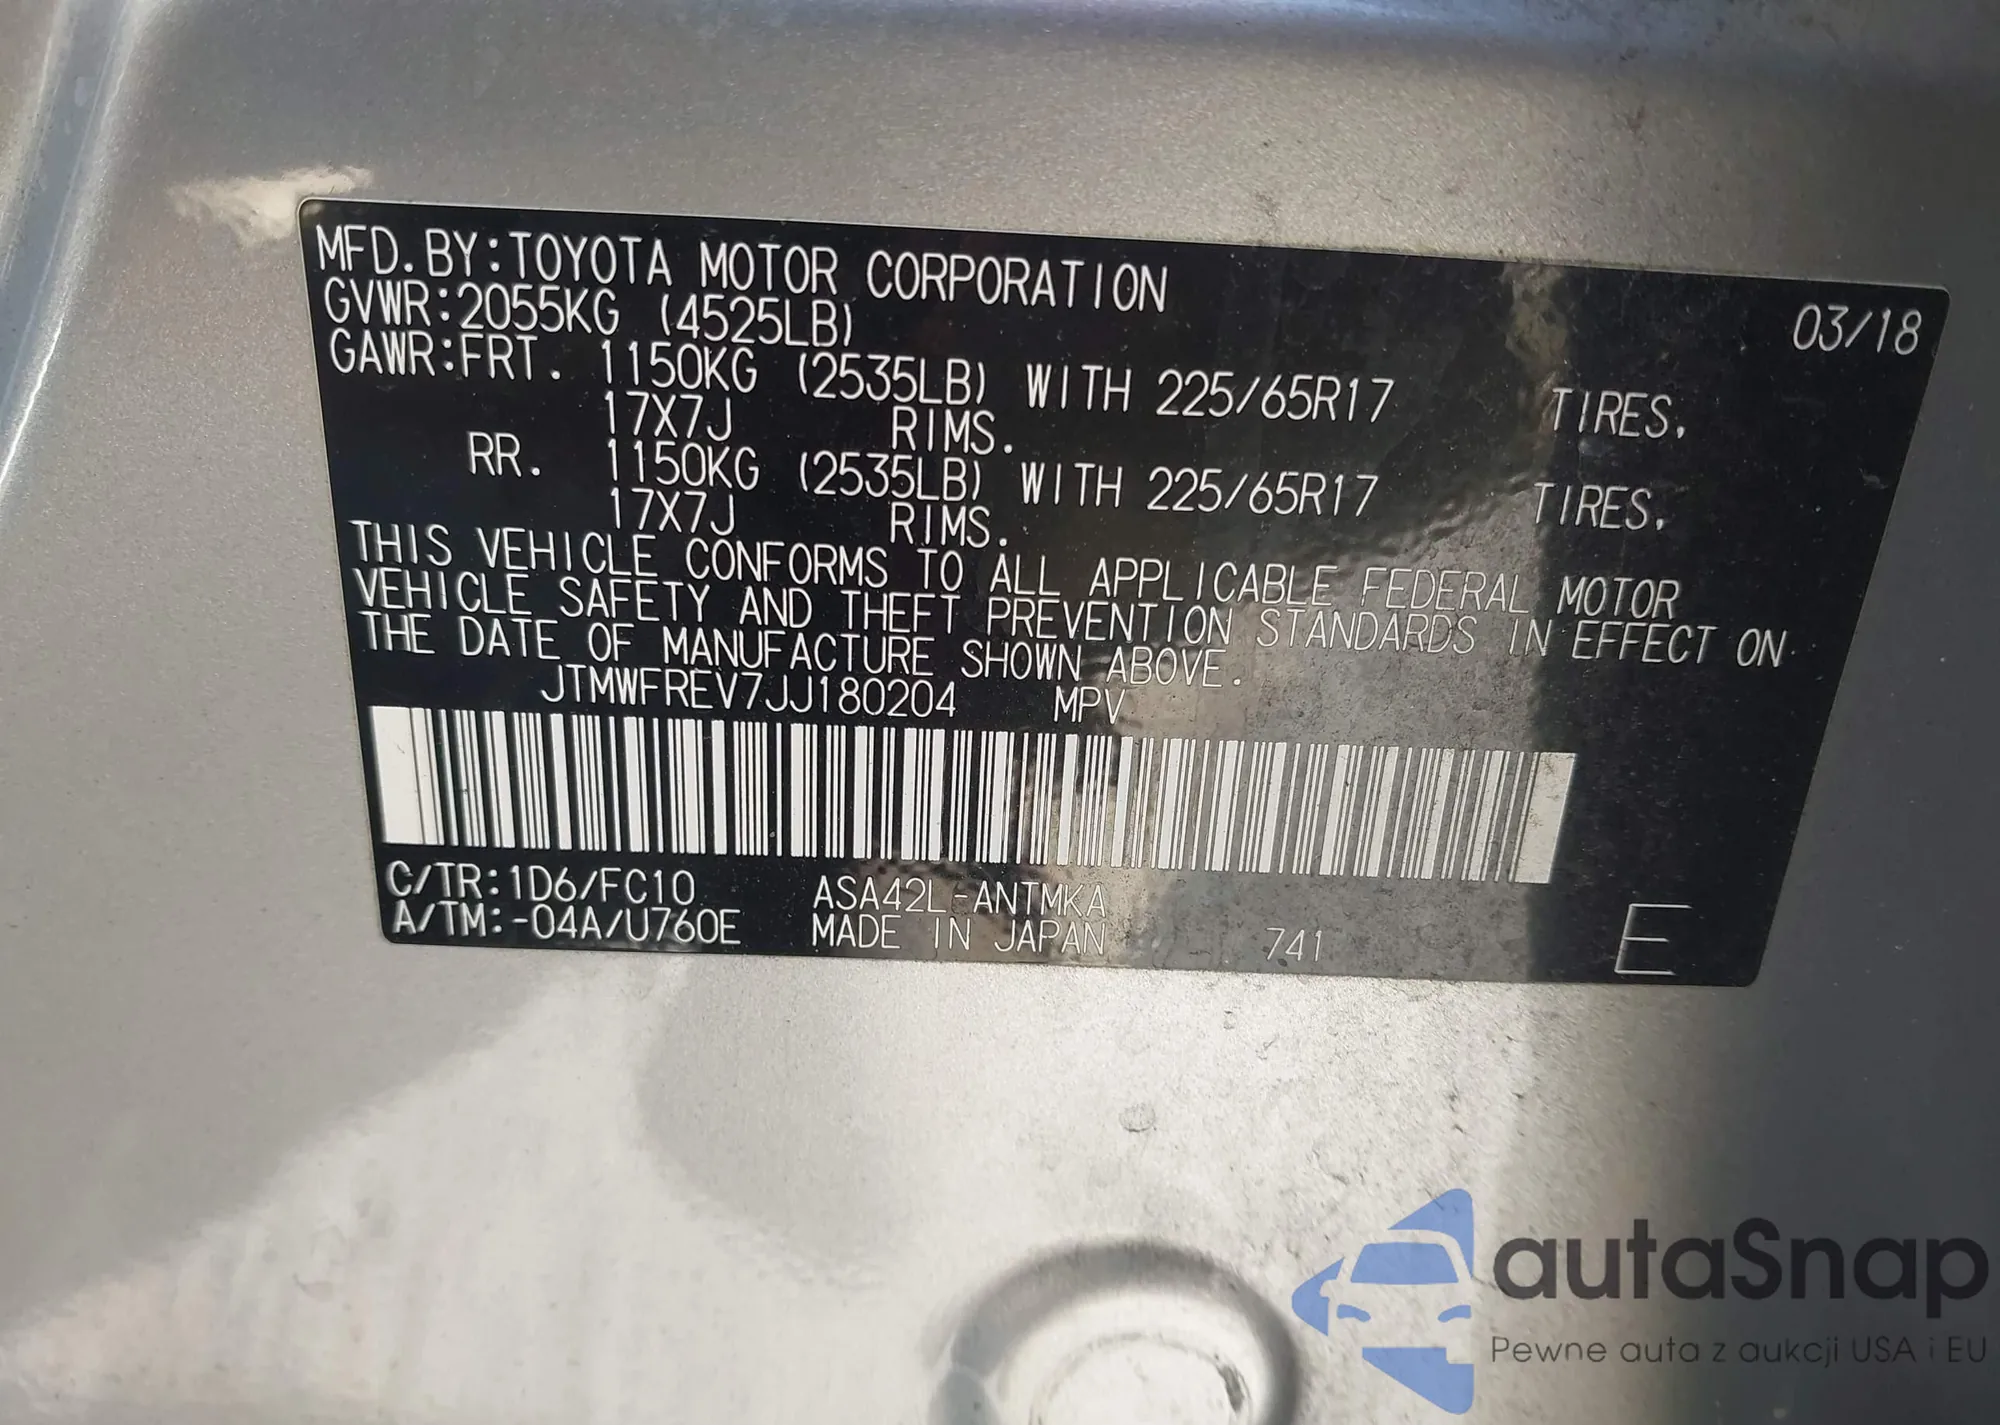 MFD.BY:TOYOTA MOTOR CORPORATION 03/18
GVWR:2055KG (4525LB)
GAWR:FRT. 1150KG (2535LB) WITH 225/65R17 TIRES,
17X7J RIMS.
RR. 1150KG (2535LB) WITH 225/65R17 TIRES,
17X7J RIMS.
THIS VEHICLE CONFORMS TO ALL APPLICABLE FEDERAL MOTOR
VEHICLE SAFETY AND THEFT PREVENTION STANDARDS IN EFFECT ON
THE DATE OF MANUFACTURE SHOWN ABOVE.
JTMWFREV7JJ180204 MPV
C/TR:1D6/FC10 ASA42L-ANTMKA
A/TM:-04A/U760E MADE IN JAPAN 741 E
autaSnap
Pewne auta z aukcji USA i EU